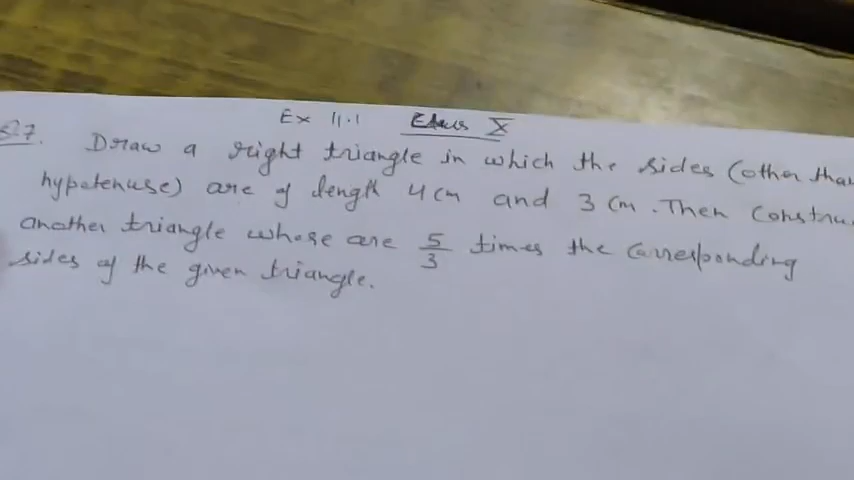 Ex 11.1 Class X
Q7. Draw a right triangle in which the sides (other than
hypotenuse) are of length 4 cm and 3 cm. Then Constru
another triangle whose are 5/3 times the Corresponding
sides of the given triangle.